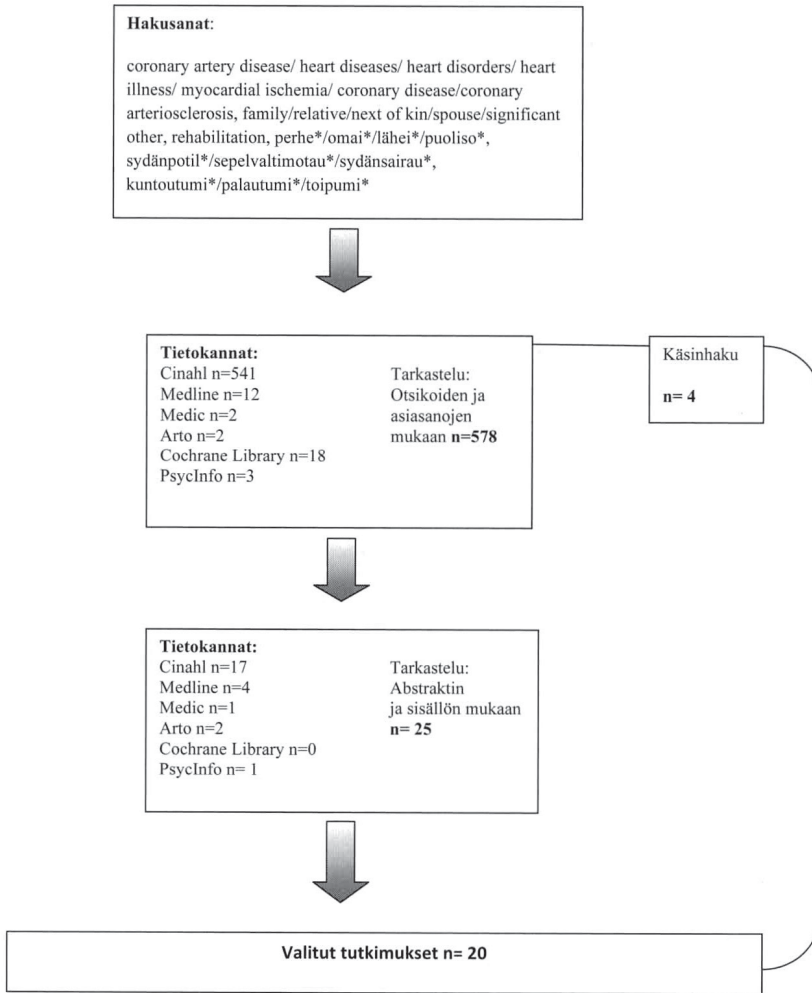 Hakusanat:
coronary artery disease/ heart diseases/ heart disorders/ heart
illness/ myocardial ischemia/ coronary disease/coronary
arteriosclerosis, family/relative/next of kin/spouse/significant
other, rehabilitation, perhe*/omai*/lähei*/puoliso*,
sydänpotil*/sepelvaltimotau*/sydänsairau*,
kuntoutumi*/palautumi*/toipumi*
Tietokannat:
Cinahl n=541
Medline n=12
Medic n=2
Arto n=2
Cochrane Library n=18
PsycInfo n=3
Tarkastelu:
Otsikoiden ja
asiasanojen
mukaan n=578
Käsinhaku
n= 4
Tietokannat:
Cinahl n=17
Medline n=4
Medic n=1
Arto n=2
Cochrane Library n=0
PsycInfo n= 1
Tarkastelu:
Abstraktin
ja sisällön mukaan
n= 25
Valitut tutkimukset n= 20